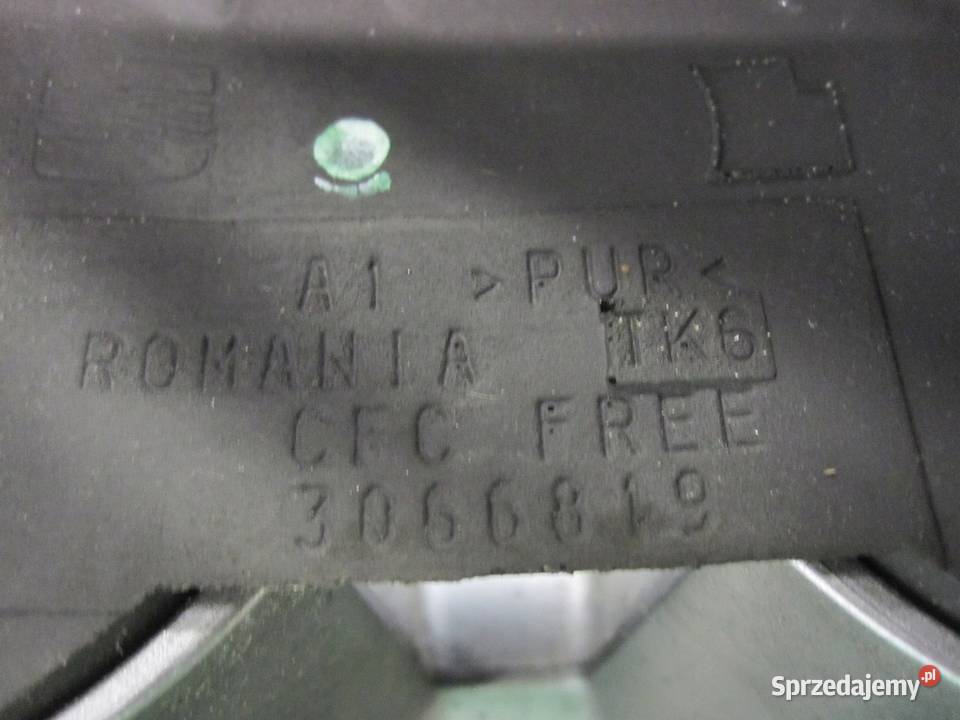 A1 >PUR<
ROMANIA TK6
CFC FREE
3066819
Sprzedajemy.pl